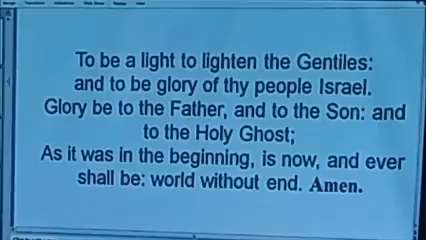 To be a light to lighten the Gentiles:
and to be glory of thy people Israel.
Glory be to the Father, and to the Son: and
to the Holy Ghost;
As it was in the beginning, is now, and ever
shall be: world without end. Amen.